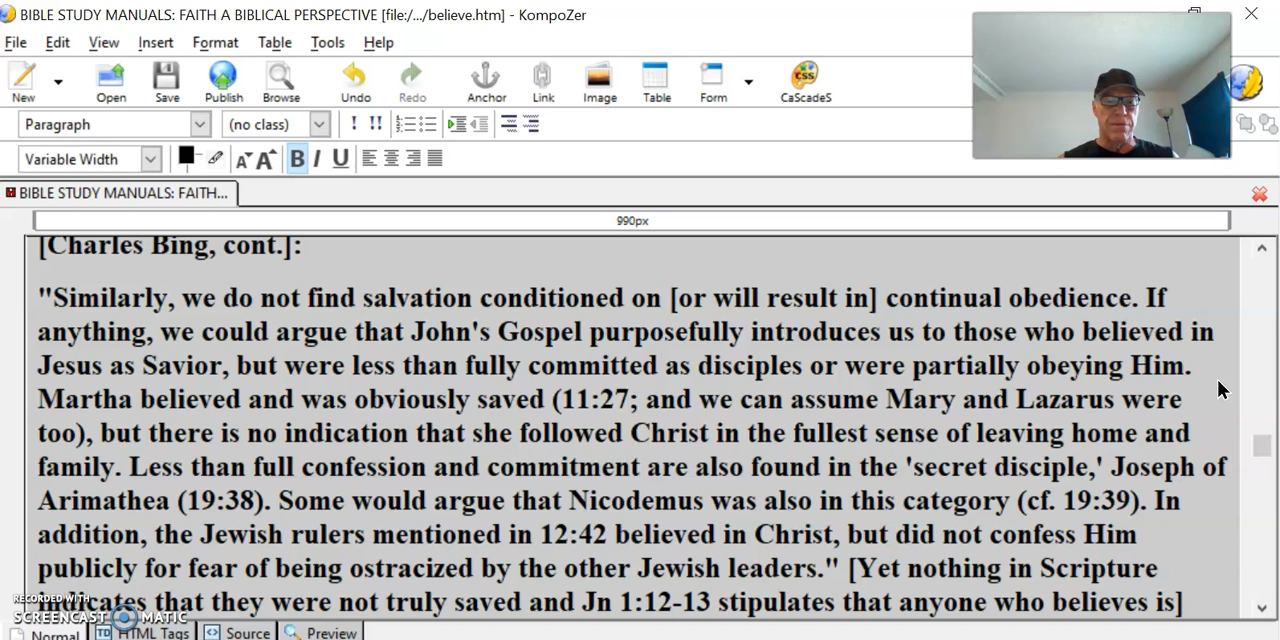 BIBLE STUDY MANUALS: FAITH A BIBLICAL PERSPECTIVE [file:/.../believe.htm] - KompoZer
File Edit View Insert Format Table Tools Help
New Open Save Publish Browse Undo Redo Anchor Link Image Table Form CaScadeS
Paragraph (no class) ! !!
Variable Width A A B I U
BIBLE STUDY MANUALS: FAITH...
990px
[Charles Bing, cont.]:
"Similarly, we do not find salvation conditioned on [or will result in] continual obedience. If
anything, we could argue that John's Gospel purposefully introduces us to those who believed in
Jesus as Savior, but were less than fully committed as disciples or were partially obeying Him.
Martha believed and was obviously saved (11:27; and we can assume Mary and Lazarus were
too), but there is no indication that she followed Christ in the fullest sense of leaving home and
family. Less than full confession and commitment are also found in the 'secret disciple,' Joseph of
Arimathea (19:38). Some would argue that Nicodemus was also in this category (cf. 19:39). In
addition, the Jewish rulers mentioned in 12:42 believed in Christ, but did not confess Him
publicly for fear of being ostracized by the other Jewish leaders." [Yet nothing in Scripture
indicates that they were not truly saved and Jn 1:12-13 stipulates that anyone who believes is]
RECORDED WITH
SCREENCAST MATIC
Normal HTML Tags Source Preview